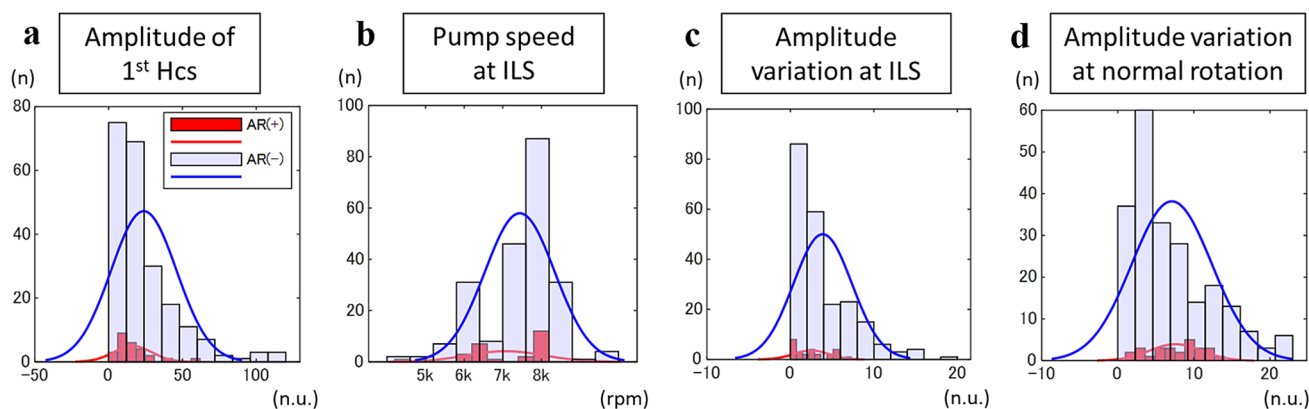 a
Amplitude of
1st Hcs
b
Pump speed
at ILS
c
Amplitude
variation at ILS
d
Amplitude variation
at normal rotation
(n)
80
60
40
20
0
-50
0
50
100
(n.u.)
AR(+)
AR(-)
(n)
100
80
60
40
20
0
5k
6k
7k
8k
(rpm)
(n)
100
80
60
40
20
0
-10
0
10
20
(n.u.)
(n)
60
50
40
30
20
10
0
-10
0
10
20
(n.u.)